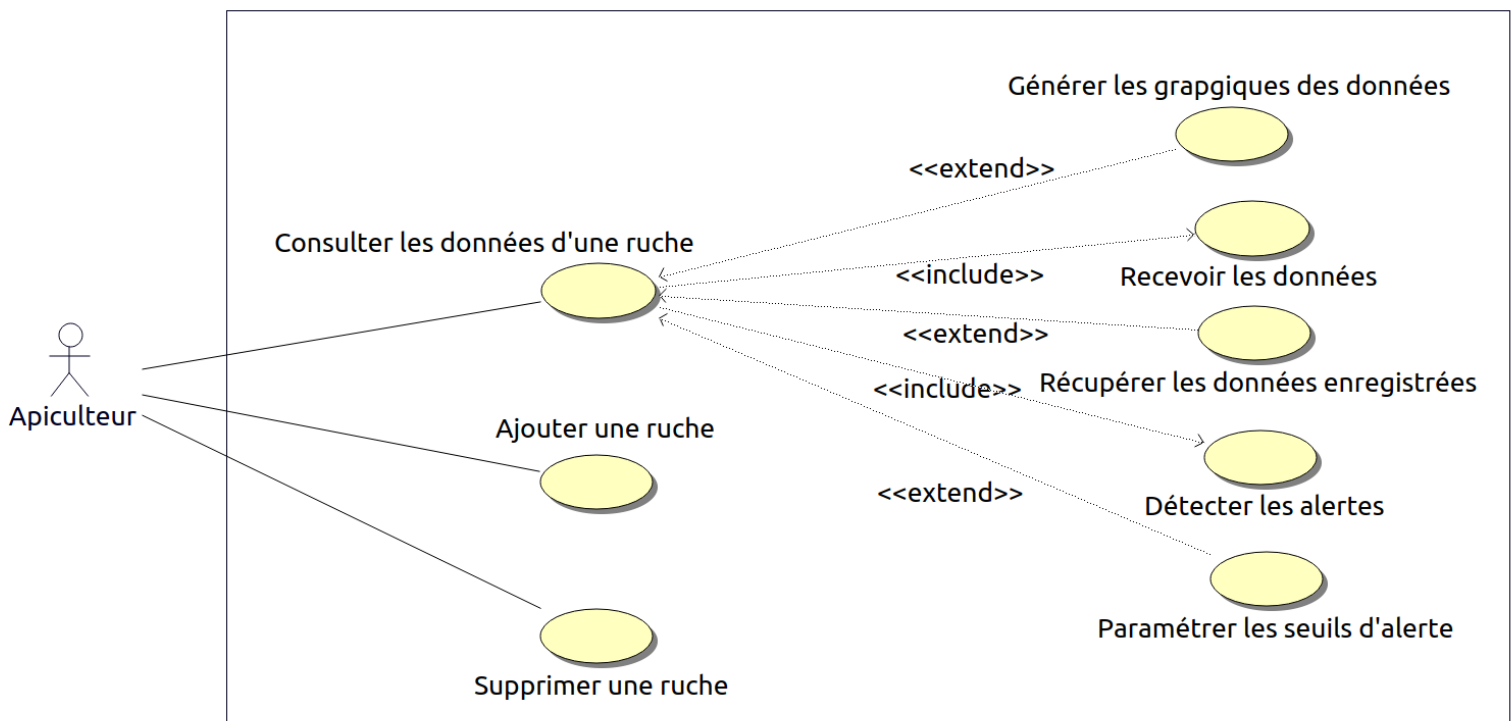 Générer les grapgiques des données
<<extend>>
Consulter les données d'une ruche
<<include>>
Recevoir les données
<<extend>>
<<include>>
Récupérer les données enregistrées
Apiculteur
Ajouter une ruche
<<extend>>
Détecter les alertes
Paramétrer les seuils d'alerte
Supprimer une ruche